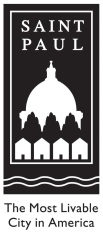 SAINT
PAUL
The Most Livable
City in America